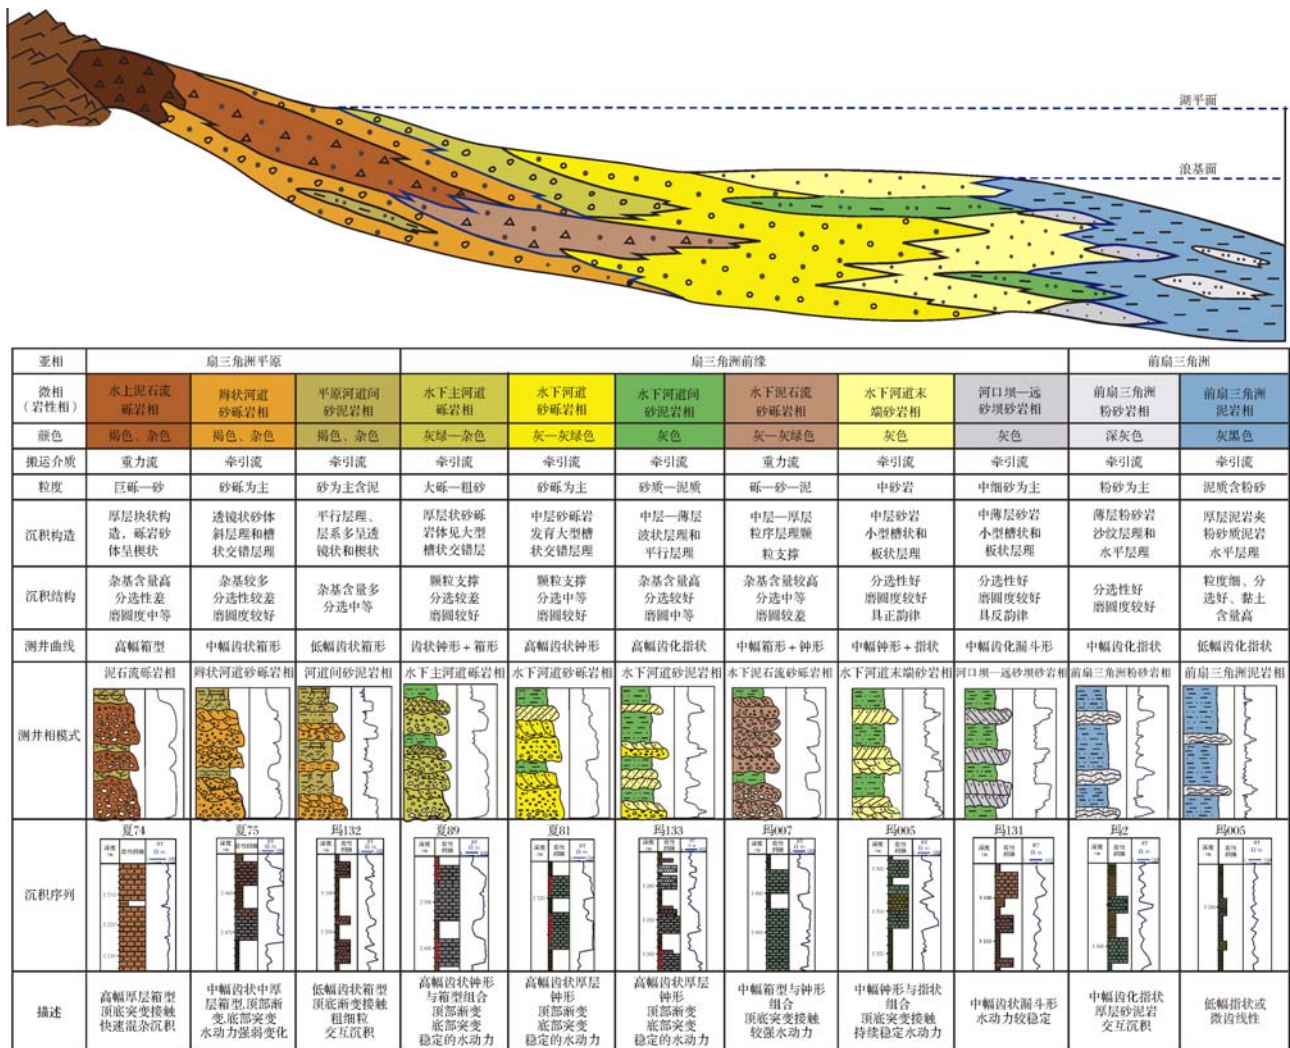 湖平面
浪基面
亚相
扇三角洲平原
扇三角洲前缘
前扇三角洲
微相
(岩性相)
水上泥石流
砾岩相
辫状河道
砂砾岩相
平原河道间
砂泥岩相
水下主河道
砾岩相
水下河道
砂砾岩相
水下河道间
砂泥岩相
水下泥石流
砂砾岩相
水下河道末
端砂岩相
河口坝—远
砂坝砂岩相
前扇三角洲
粉砂岩相
前扇三角洲
泥岩相
颜色
褐色、杂色
褐色、杂色
褐色、杂色
灰绿—杂色
灰—灰绿色
灰色
灰—灰绿色
灰色
灰色
深灰色
灰黑色
搬运介质
重力流
牵引流
牵引流
牵引流
牵引流
牵引流
重力流
牵引流
牵引流
牵引流
牵引流
粒度
巨砾—砂
砂砾为主
砂为主含泥
大砾—粗砂
砂砾为主
砂质—泥质
砾—砂—泥
中砂岩
中细砂为主
粉砂为主
泥质含粉砂
沉积构造
厚层块状构
造，砾岩砂
体呈楔状
透镜状砂体
斜层理和槽
状交错层理
平行层理、
层系多呈透
镜状和楔状
厚层状砂砾
岩体见大型
槽状交错层
中层砂砾岩
发育大型槽
状交错层理
中层—薄层
波状层理和
平行层理
中层—厚层
粒序层理颗
粒支撑
中层砂岩
小型槽状和
板状层理
中薄层砂岩
小型槽状和
板状层理
薄层粉砂岩
沙纹层理和
水平层理
厚层泥岩夹
粉砂质泥岩
水平层理
沉积结构
杂基含量高
分选性差
磨圆度中等
杂基较多
分选性较差
磨圆度较好
杂基含量多
分选中等
颗粒支撑
分选较差
磨圆较好
颗粒支撑
分选中等
磨圆较好
杂基含量高
分选较好
磨圆中等
杂基含量较高
分选中等
磨圆较差
分选性好
磨圆度较好
具正韵律
分选性好
磨圆度较好
具反韵律
分选性好
磨圆度较好
粒度细、分
选好、黏土
含量高
测井曲线
高幅箱型
中幅齿状箱形
低幅齿状箱形
齿状钟形+箱形
高幅齿状钟形
高幅齿化指状
中幅箱形+钟形
中幅钟形+指状
中幅齿化漏斗形
中幅齿化指状
低幅齿化指状
测井相模式
泥石流砾岩相
辫状河道砂砾岩相
河道间砂泥岩相
水下主河道砾岩相
水下河道砂砾岩相
水下河道砂泥岩相
水下泥石流砂砾岩相
水下河道末端砂岩相
河口坝—远砂坝砂岩相
前扇三角洲粉砂岩相
前扇三角洲泥岩相
沉积序列
夏74
夏75
玛132
夏89
夏81
玛133
玛007
玛005
玛131
玛2
玛005
描述
高幅厚层箱型
顶底突变接触
快速混杂沉积
中幅齿状中厚
层箱型,顶部渐
变,底部突变
水动力强弱变化
低幅齿状箱型
顶底渐变接触
粗细粒
交互沉积
高幅齿状钟形
与箱型组合
顶部渐变
底部突变
稳定的水动力
高幅齿状厚层
钟形
顶部渐变
底部突变
稳定的水动力
高幅齿状厚层
钟形
顶部渐变
底部突变
稳定的水动力
中幅箱型与钟形
组合
顶底突变接触
较强水动力
中幅钟形与指状
组合
顶底突变接触
持续稳定水动力
中幅齿状漏斗形
水动力较稳定
中幅齿化指状
厚层砂泥岩
交互沉积
低幅指状或
微齿线性